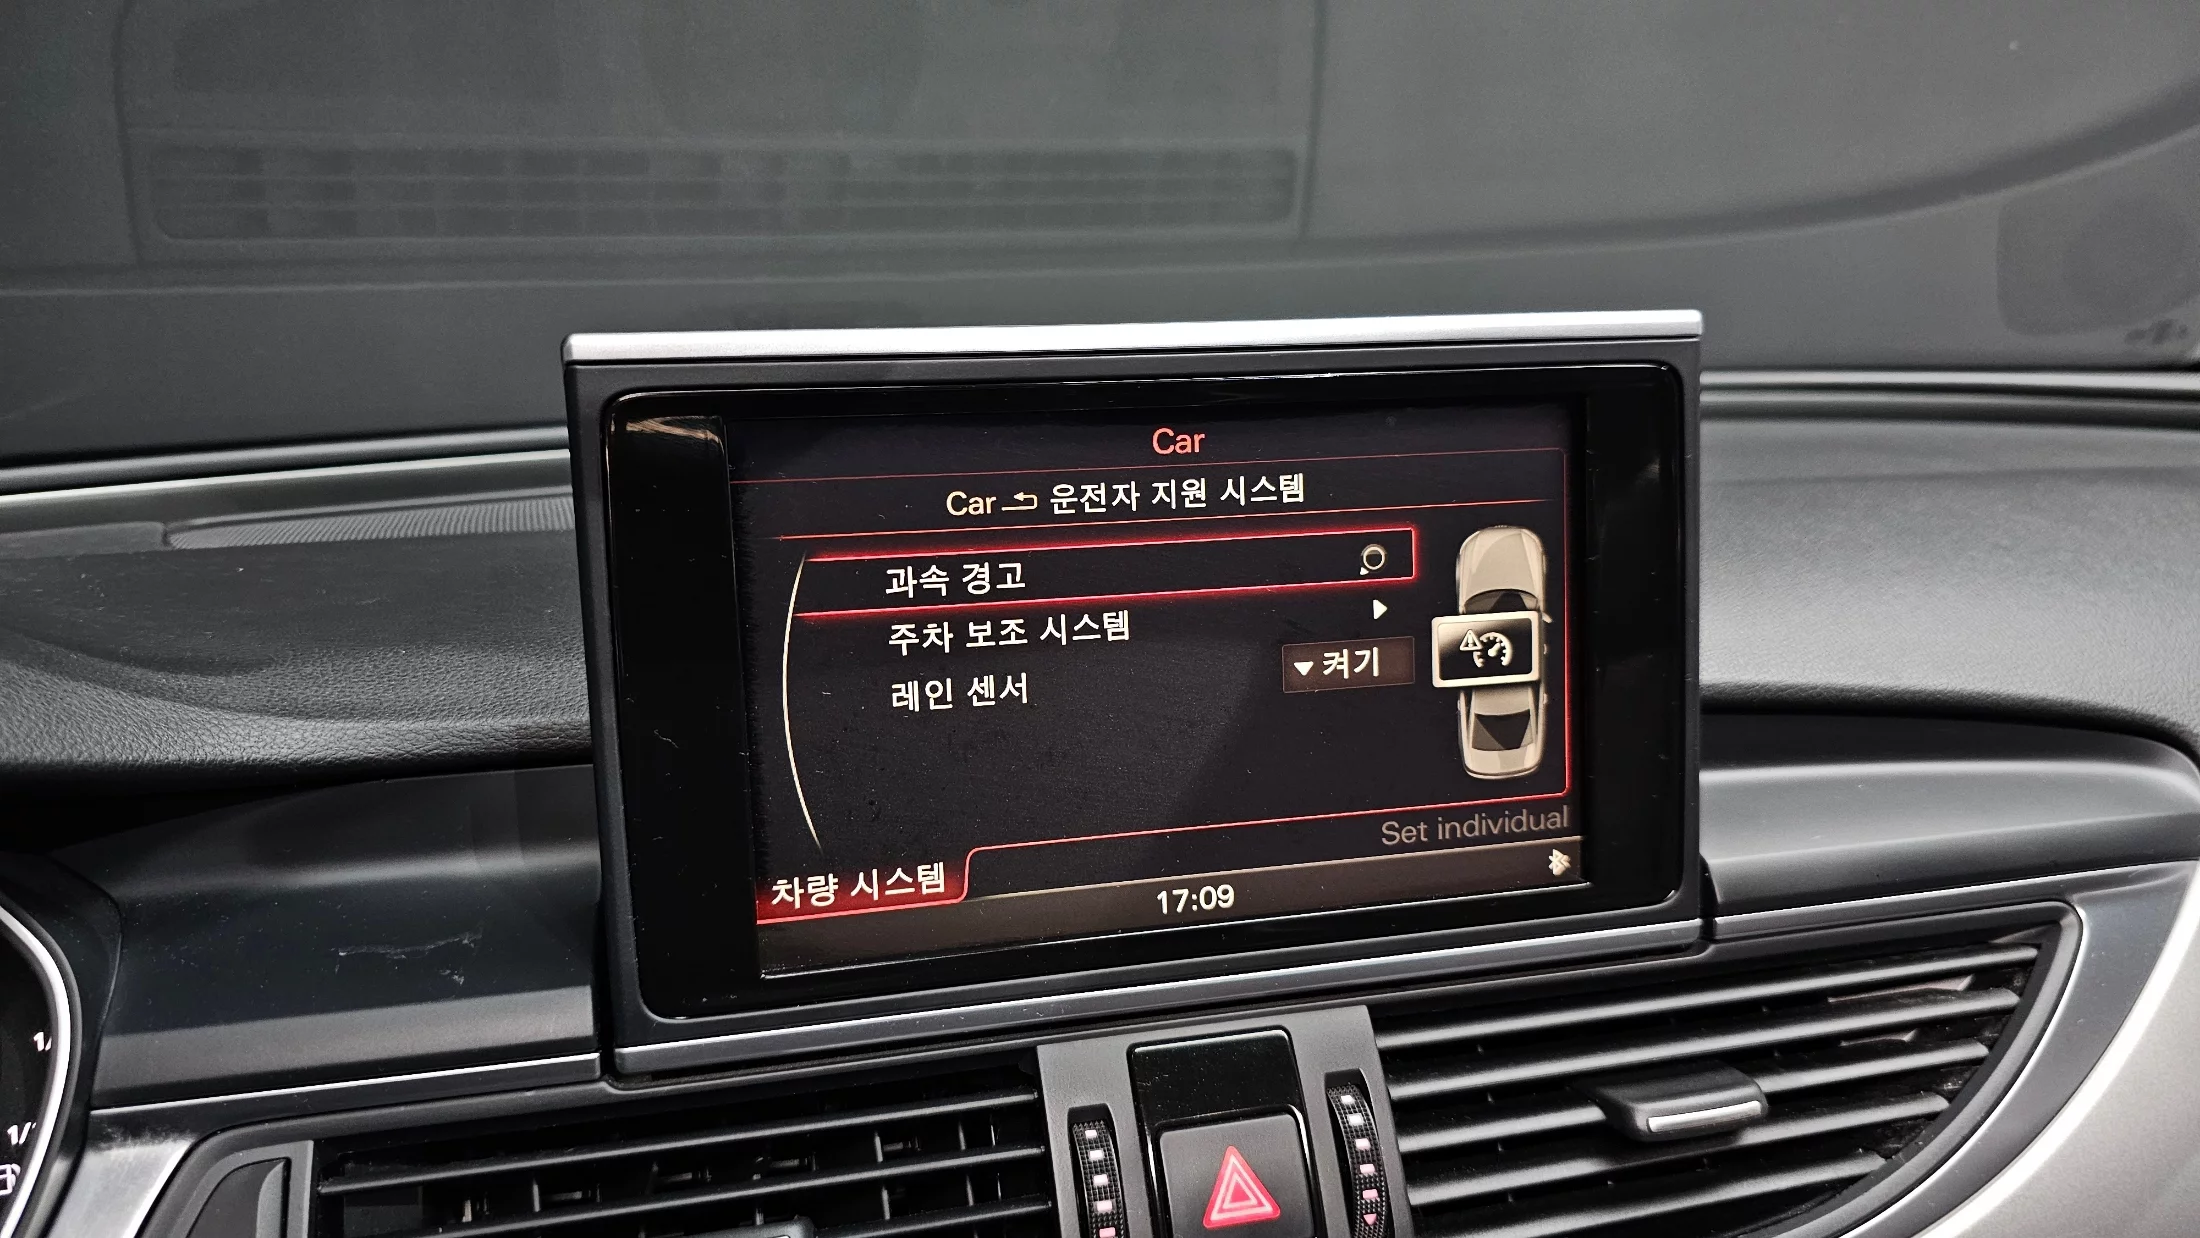 Car
Car 운전자 지원 시스템
과속 경고
주차 보조 시스템
레인 센서
켜기
Set individual
차량 시스템
17:09